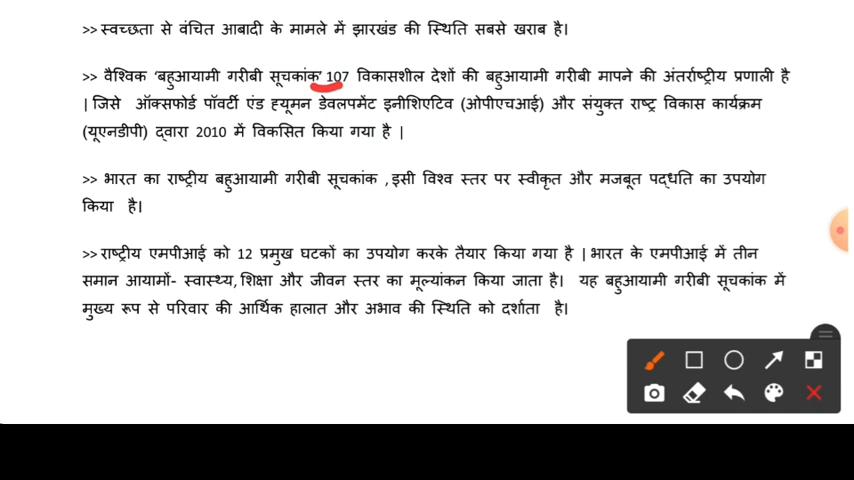 >> स्वच्छता से वंचित आबादी के मामले में झारखंड की स्थिति सबसे खराब है।
>> वैश्विक 'बहुआयामी गरीबी सूचकांक' 107 विकासशील देशों की बहुआयामी गरीबी मापने की अंतर्राष्ट्रीय प्रणाली है
| जिसे ऑक्सफोर्ड पॉवर्टी एंड ह्यूमन डेवलपमेंट इनीशिएटिव (ओपीएचआई) और संयुक्त राष्ट्र विकास कार्यक्रम
(यूएनडीपी) द्वारा 2010 में विकसित किया गया है |
>> भारत का राष्ट्रीय बहुआयामी गरीबी सूचकांक , इसी विश्व स्तर पर स्वीकृत और मजबूत पद्धति का उपयोग
किया है।
>> राष्ट्रीय एमपीआई को 12 प्रमुख घटकों का उपयोग करके तैयार किया गया है | भारत के एमपीआई में तीन
समान आयामों- स्वास्थ्य, शिक्षा और जीवन स्तर का मूल्यांकन किया जाता है। यह बहुआयामी गरीबी सूचकांक में
मुख्य रूप से परिवार की आर्थिक हालात और अभाव की स्थिति को दर्शाता है।